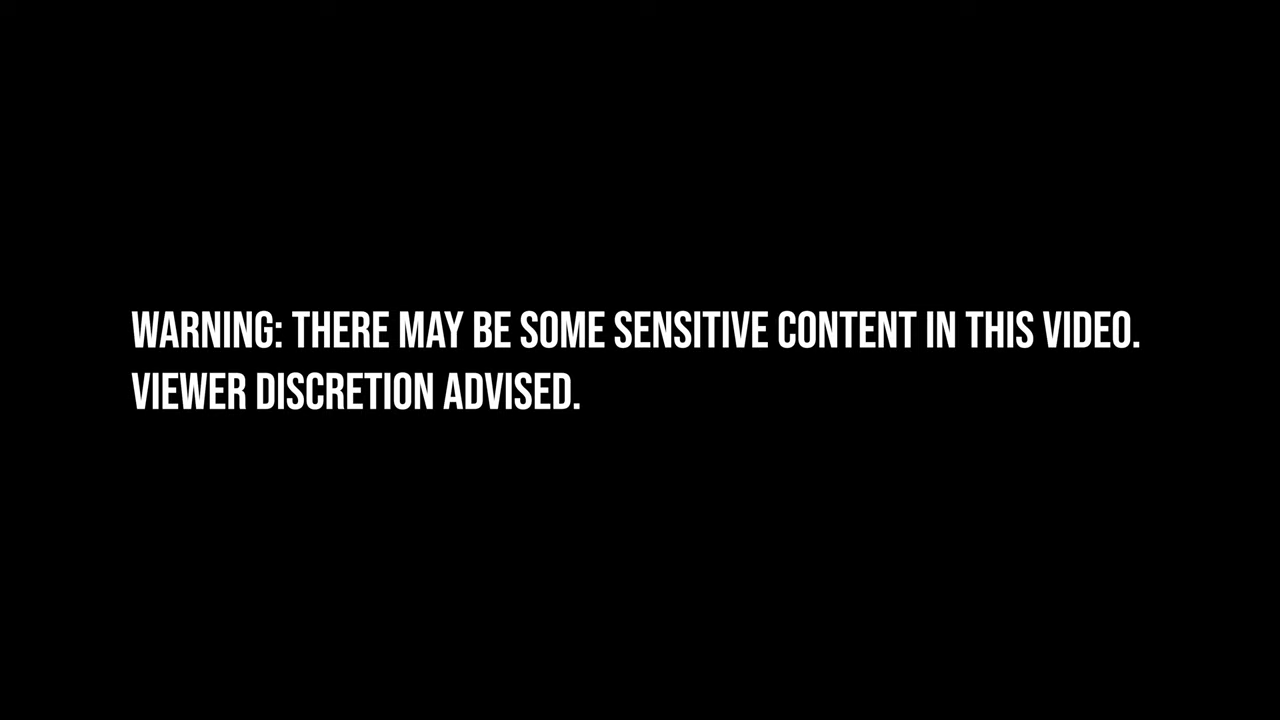 WARNING: THERE MAY BE SOME SENSITIVE CONTENT IN THIS VIDEO.
VIEWER DISCRETION ADVISED.